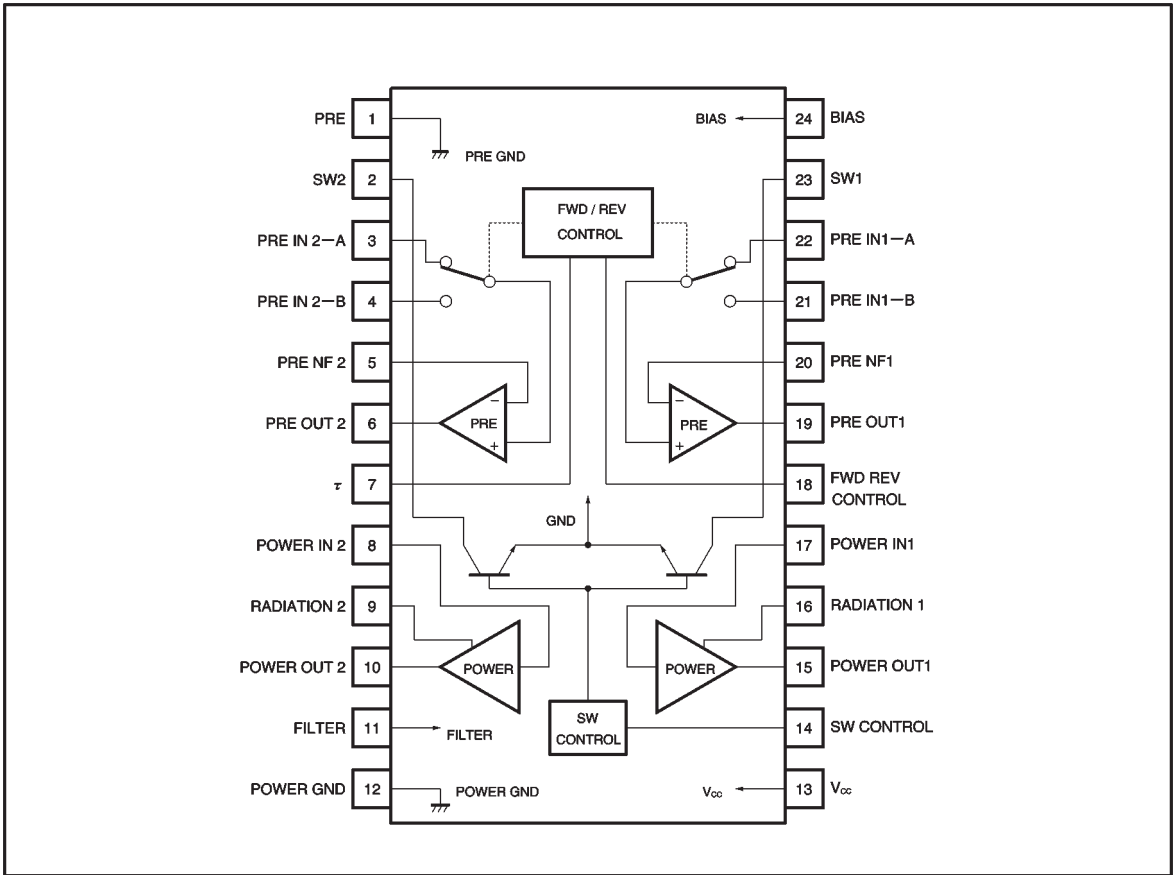 PRE 1
PRE GND
SW2 2
PRE IN 2－A 3
PRE IN 2－B 4
PRE NF 2 5
PRE OUT 2 6
τ 7
POWER IN 2 8
RADIATION 2 9
POWER OUT 2 10
FILTER 11
FILTER
POWER GND 12
POWER GND
FWD / REV
CONTROL
－
PRE
＋
－
PRE
＋
GND
POWER
POWER
SW
CONTROL
BIAS
24 BIAS
23 SW1
22 PRE IN1－A
21 PRE IN1－B
20 PRE NF1
19 PRE OUT1
18 FWD REV
CONTROL
17 POWER IN1
16 RADIATION 1
15 POWER OUT1
14 SW CONTROL
Vcc
13 Vcc